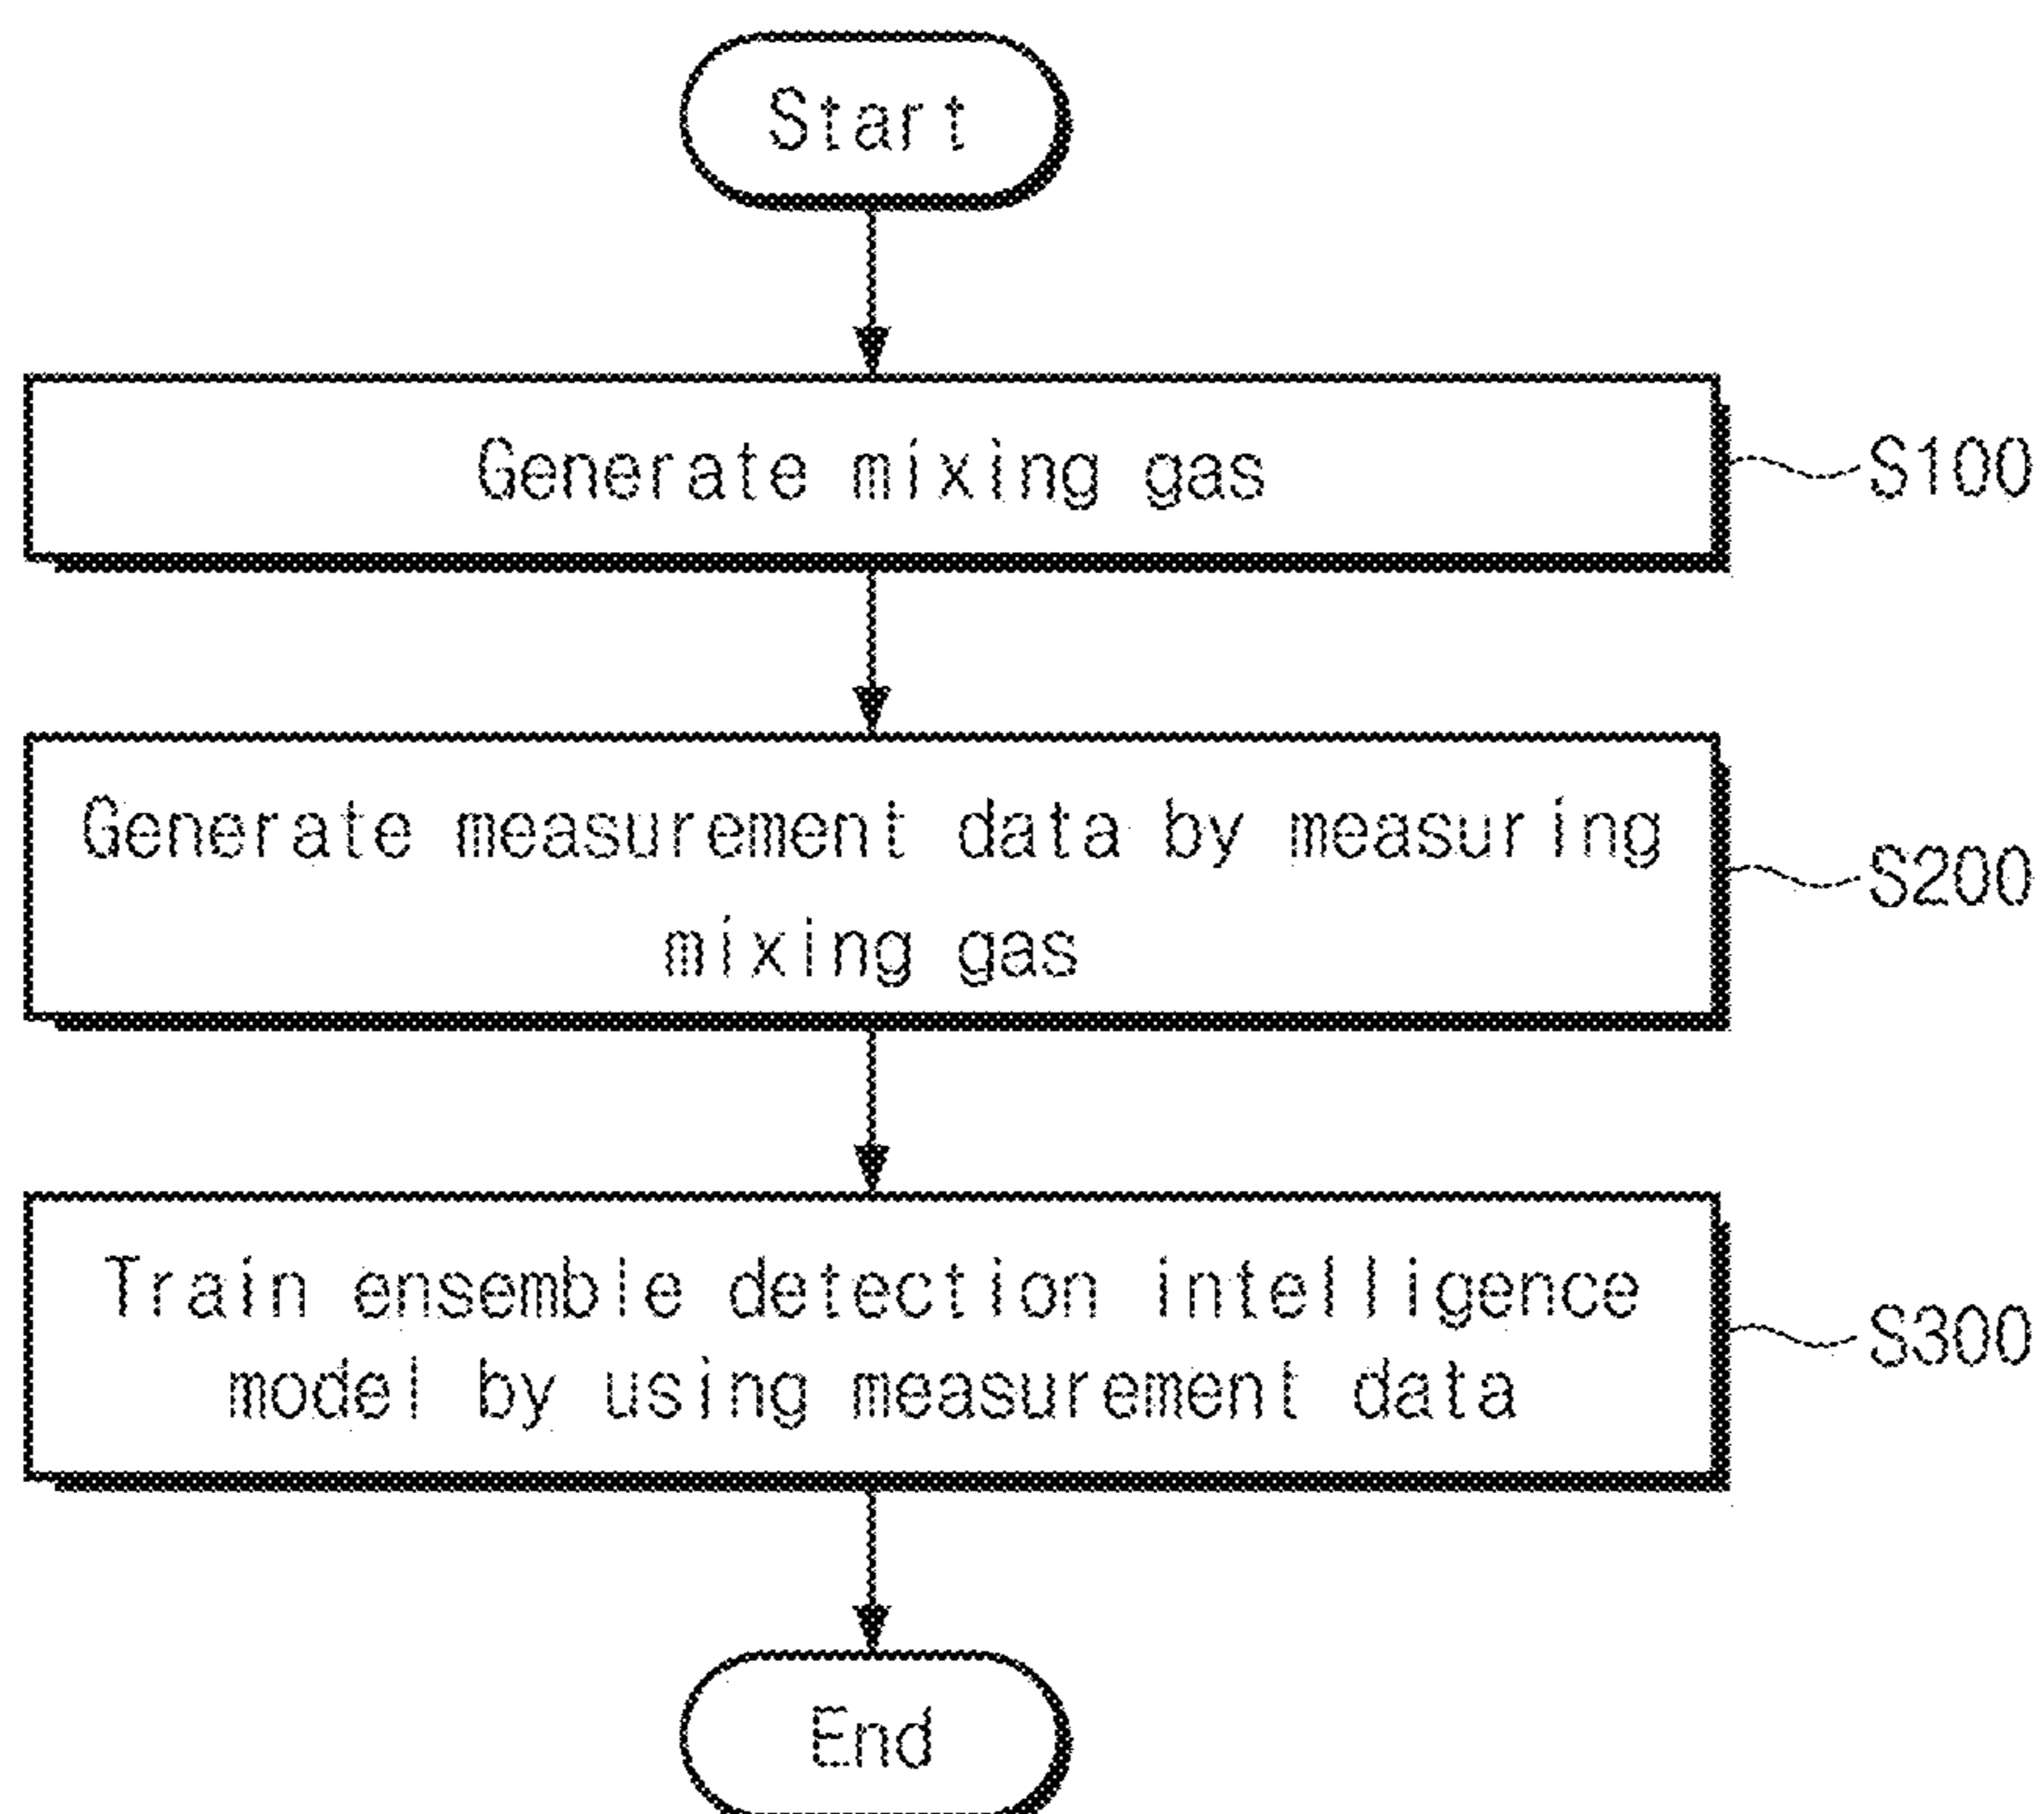 Start
Generate mixing gas
S100
Generate measurement data by measuring
mixing gas
S200
Train ensemble detection intelligence
model by using measurement data
S300
End